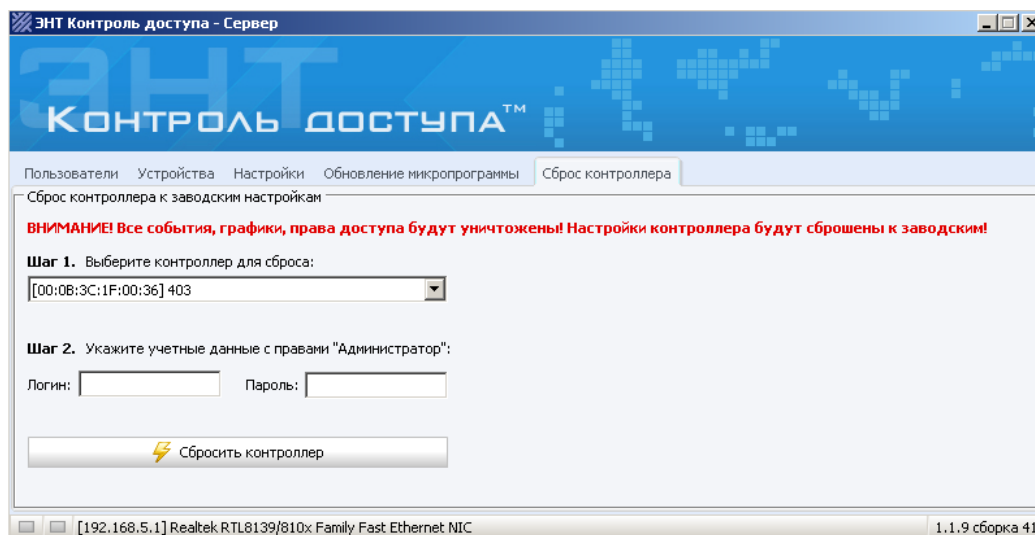 ЭНТ Контроль доступа - Сервер
ЭНТ
Контроль доступа™
Пользователи Устройства Настройки Обновление микропрограммы Сброс контроллера
Сброс контроллера к заводским настройкам
ВНИМАНИЕ! Все события, графики, права доступа будут уничтожены! Настройки контроллера будут сброшены к заводским!
Шаг 1. Выберите контроллер для сброса:
[00:0B:3C:1F:00:36] 403
Шаг 2. Укажите учетные данные с правами "Администратор":
Логин: Пароль:
Сбросить контроллер
[192.168.5.1] Realtek RTL8139/810x Family Fast Ethernet NIC 1.1.9 сборка 41